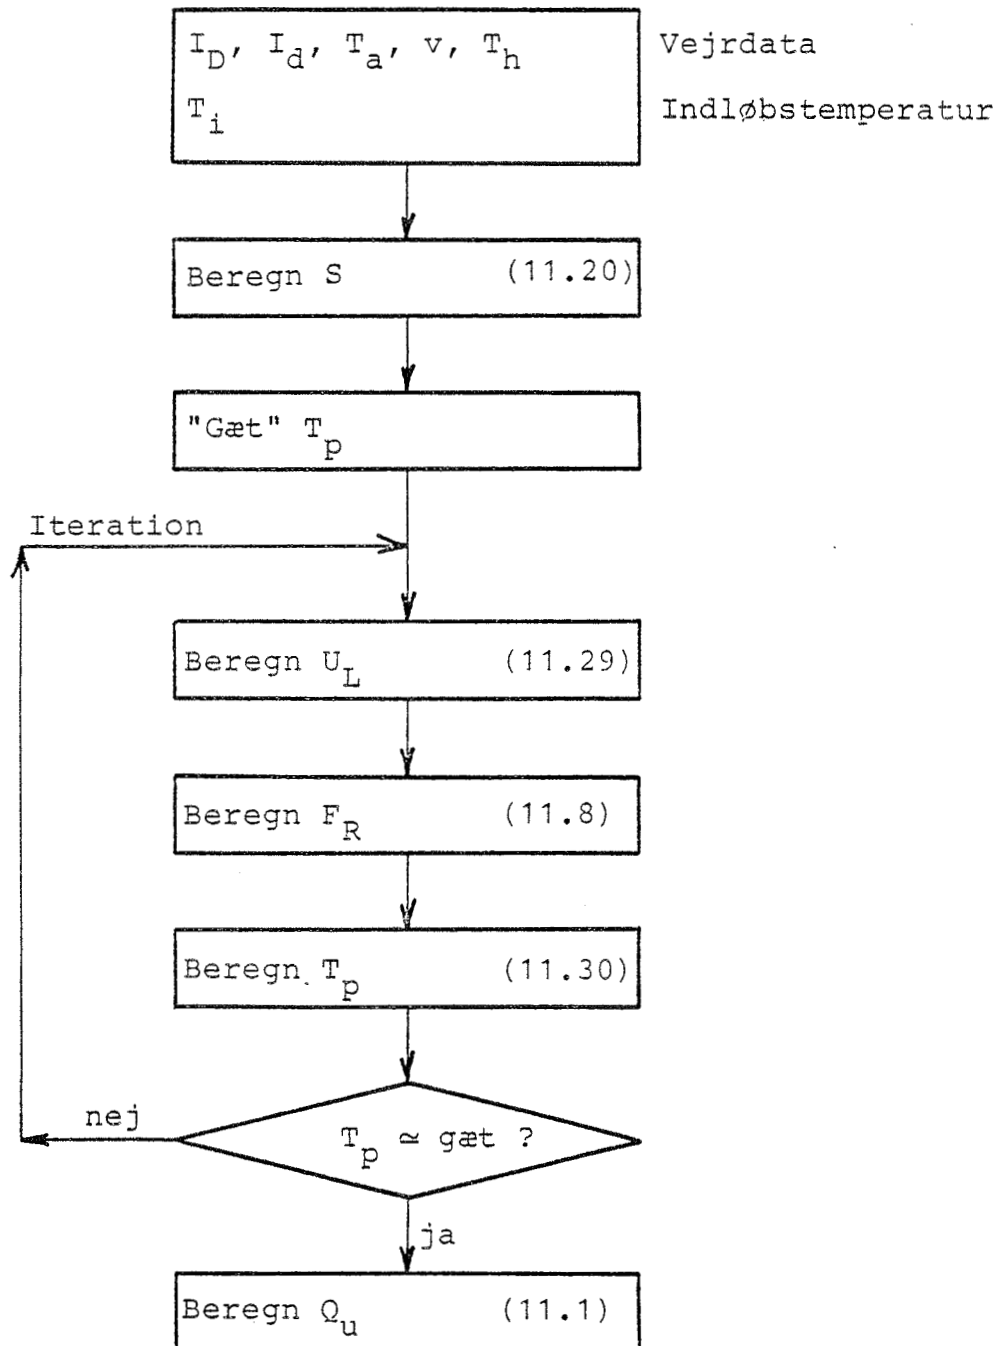 I_D, I_d, T_a, v, T_h Vejrdata
T_i Indløbstemperatur
Beregn S (11.20)
"Gæt" T_p
Iteration
Beregn U_L (11.29)
Beregn F_R (11.8)
Beregn T_p (11.30)
nej
T_p ≃ gæt ?
ja
Beregn Q_u (11.1)